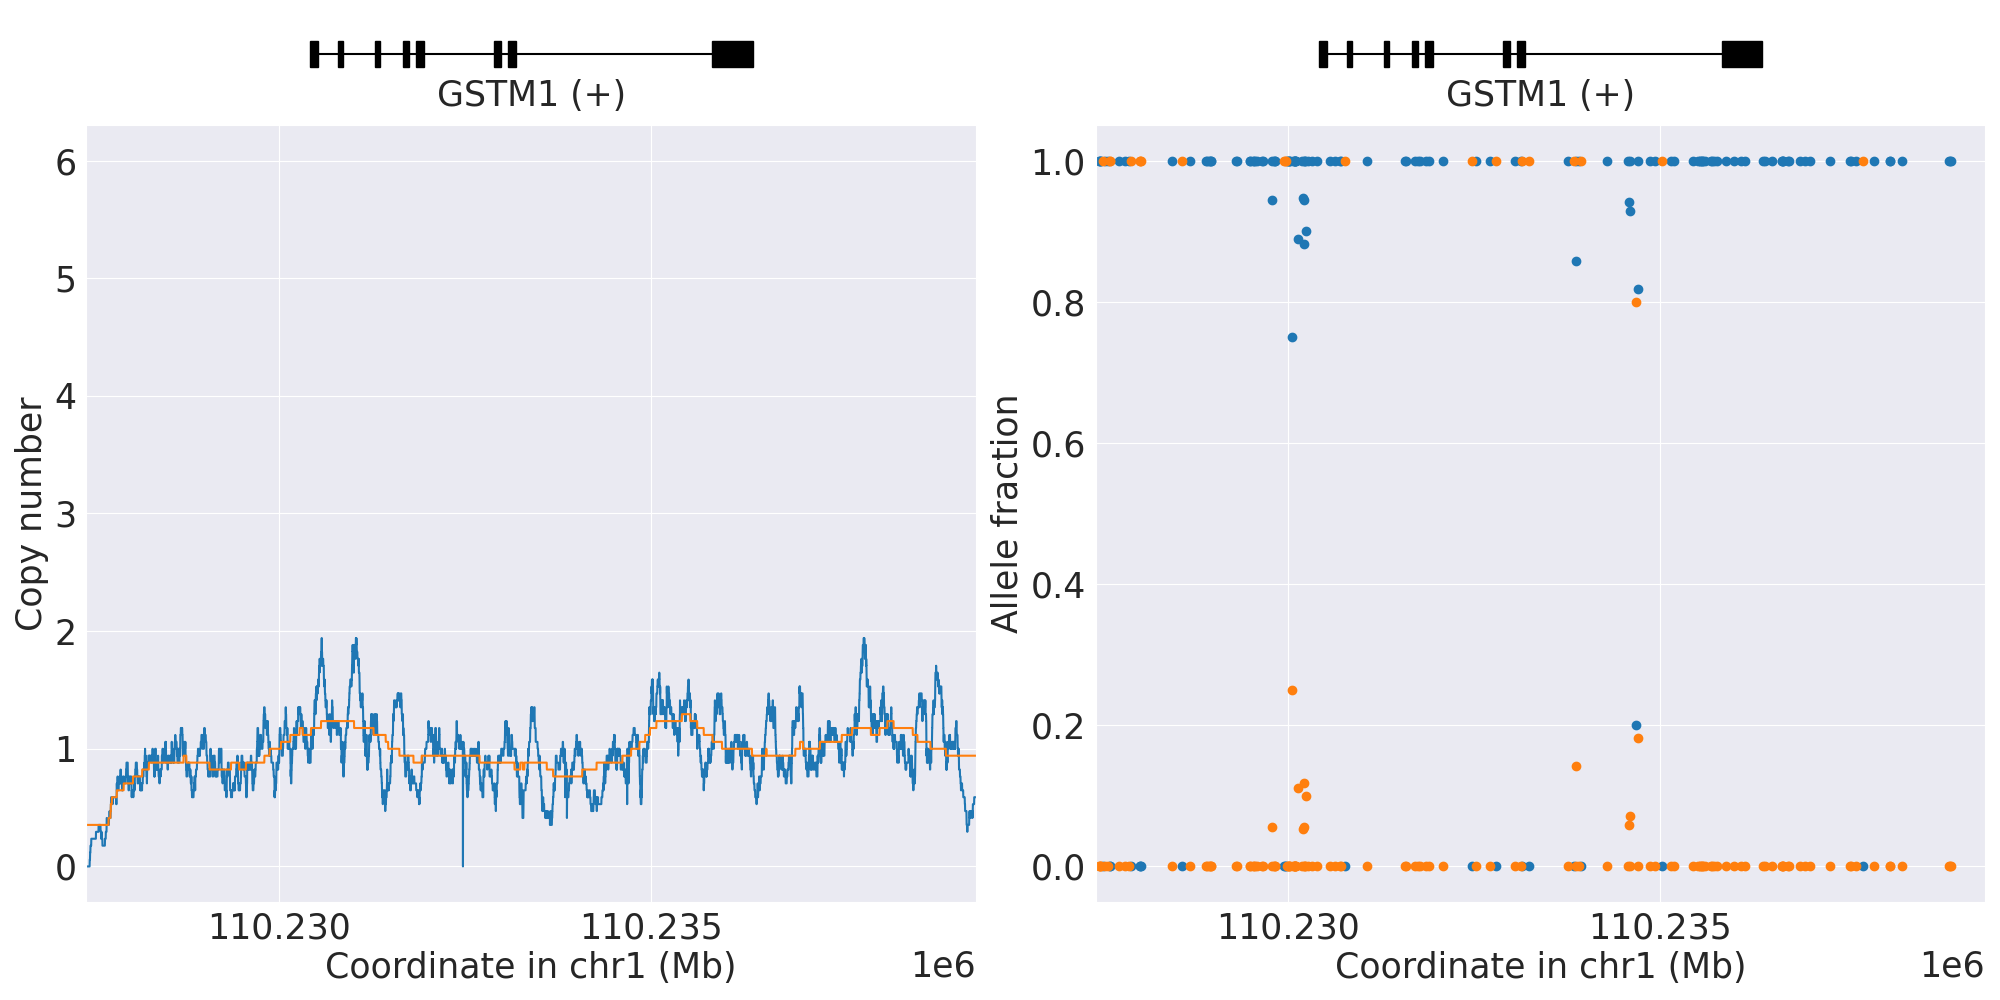 GSTM1 (+)
GSTM1 (+)
Copy number
6
5
4
3
2
1
0
110.230
110.235
Coordinate in chr1 (Mb)
1e6
Allele fraction
1.0
0.8
0.6
0.4
0.2
0.0
110.230
110.235
Coordinate in chr1 (Mb)
1e6